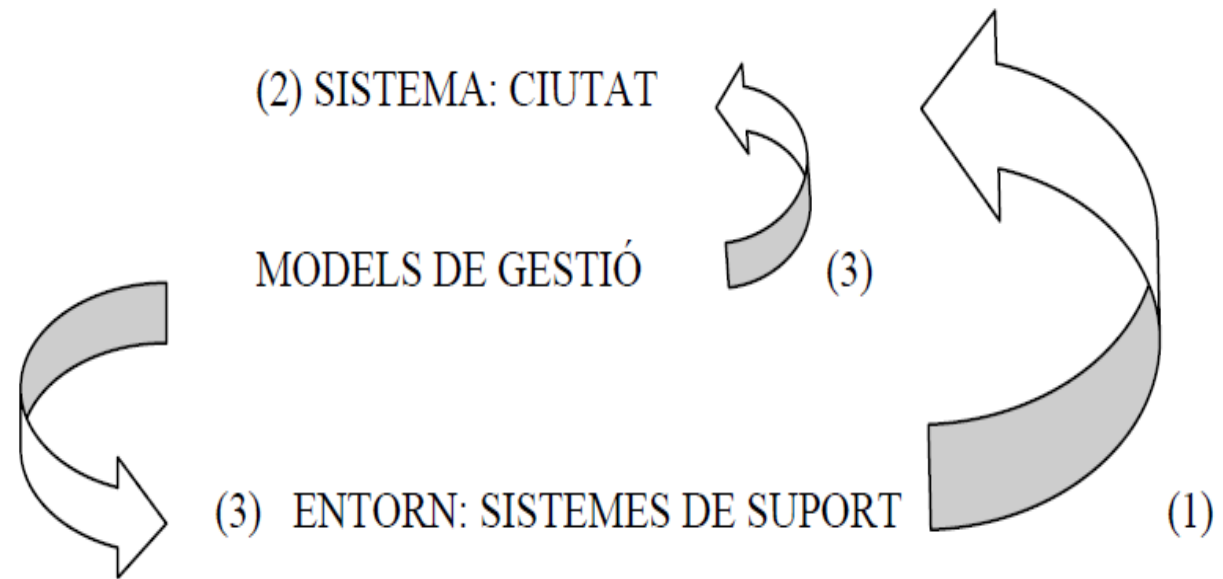 (2) SISTEMA: CIUTAT
MODELS DE GESTIÓ (3)
(3) ENTORN: SISTEMES DE SUPORT (1)